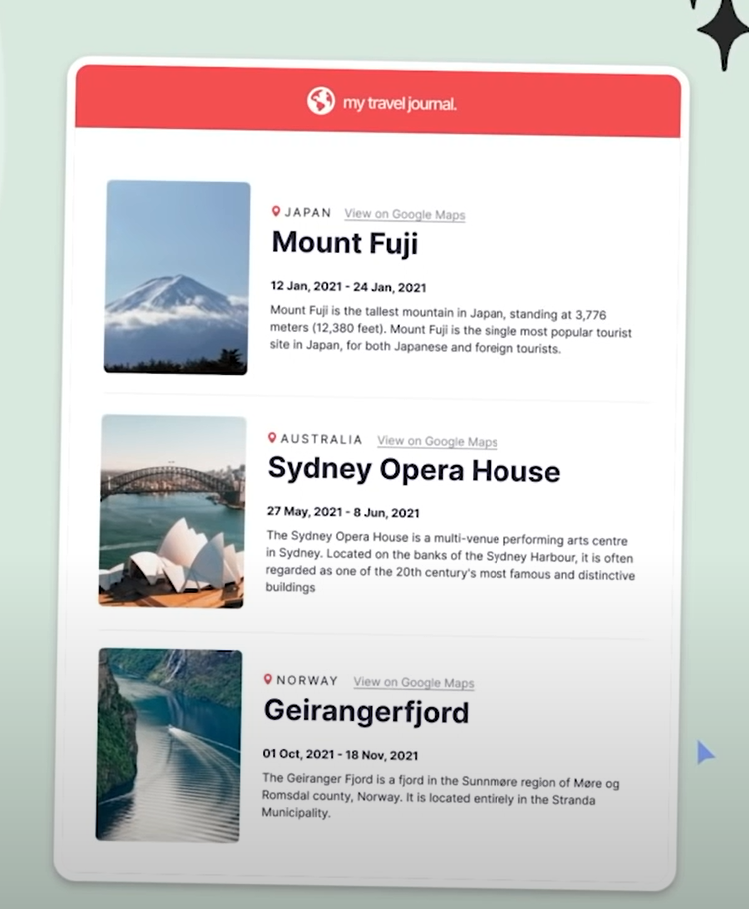 my travel journal.
JAPAN View on Google Maps
Mount Fuji
12 Jan, 2021 - 24 Jan, 2021
Mount Fuji is the tallest mountain in Japan, standing at 3,776
meters (12,380 feet). Mount Fuji is the single most popular tourist
site in Japan, for both Japanese and foreign tourists.
AUSTRALIA View on Google Maps
Sydney Opera House
27 May, 2021 - 8 Jun, 2021
The Sydney Opera House is a multi-venue performing arts centre
in Sydney. Located on the banks of the Sydney Harbour, it is often
regarded as one of the 20th century's most famous and distinctive
buildings
NORWAY View on Google Maps
Geirangerfjord
01 Oct, 2021 - 18 Nov, 2021
The Geiranger Fjord is a fjord in the Sunnmøre region of Møre og
Romsdal county, Norway. It is located entirely in the Stranda
Municipality.